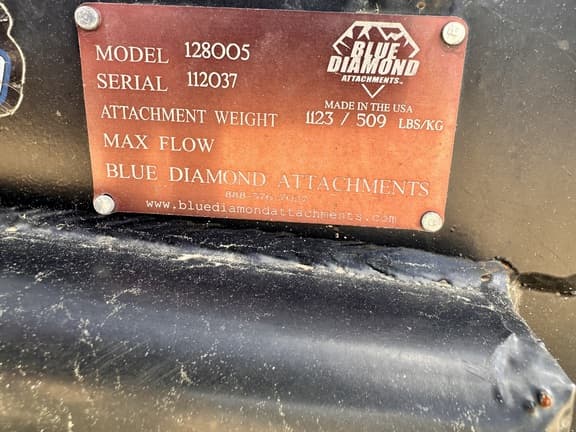 BLUE
DIAMOND
ATTACHMENTS
MODEL 128005
SERIAL 112037
MADE IN THE USA
ATTACHMENT WEIGHT 1123 / 509 LBS/KG
MAX FLOW
BLUE DIAMOND ATTACHMENTS
www.bluediamondattachments.com